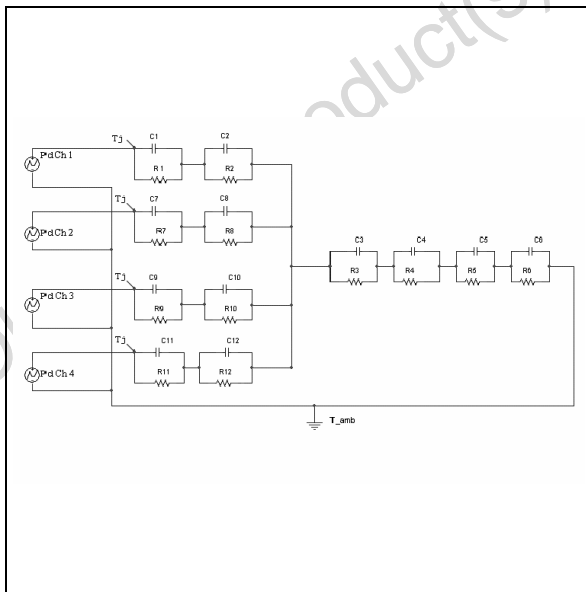 oduct(s)
Tj C1 C2
PdCh1
R1 R2
Tj C7 C8
PdCh2
R7 R8
C3 C4 C5 C6
R3 R4 R5 R6
Tj C9 C10
PdCh3
R9 R10
Tj C11 C12
PdCh4
R11 R12
T_amb